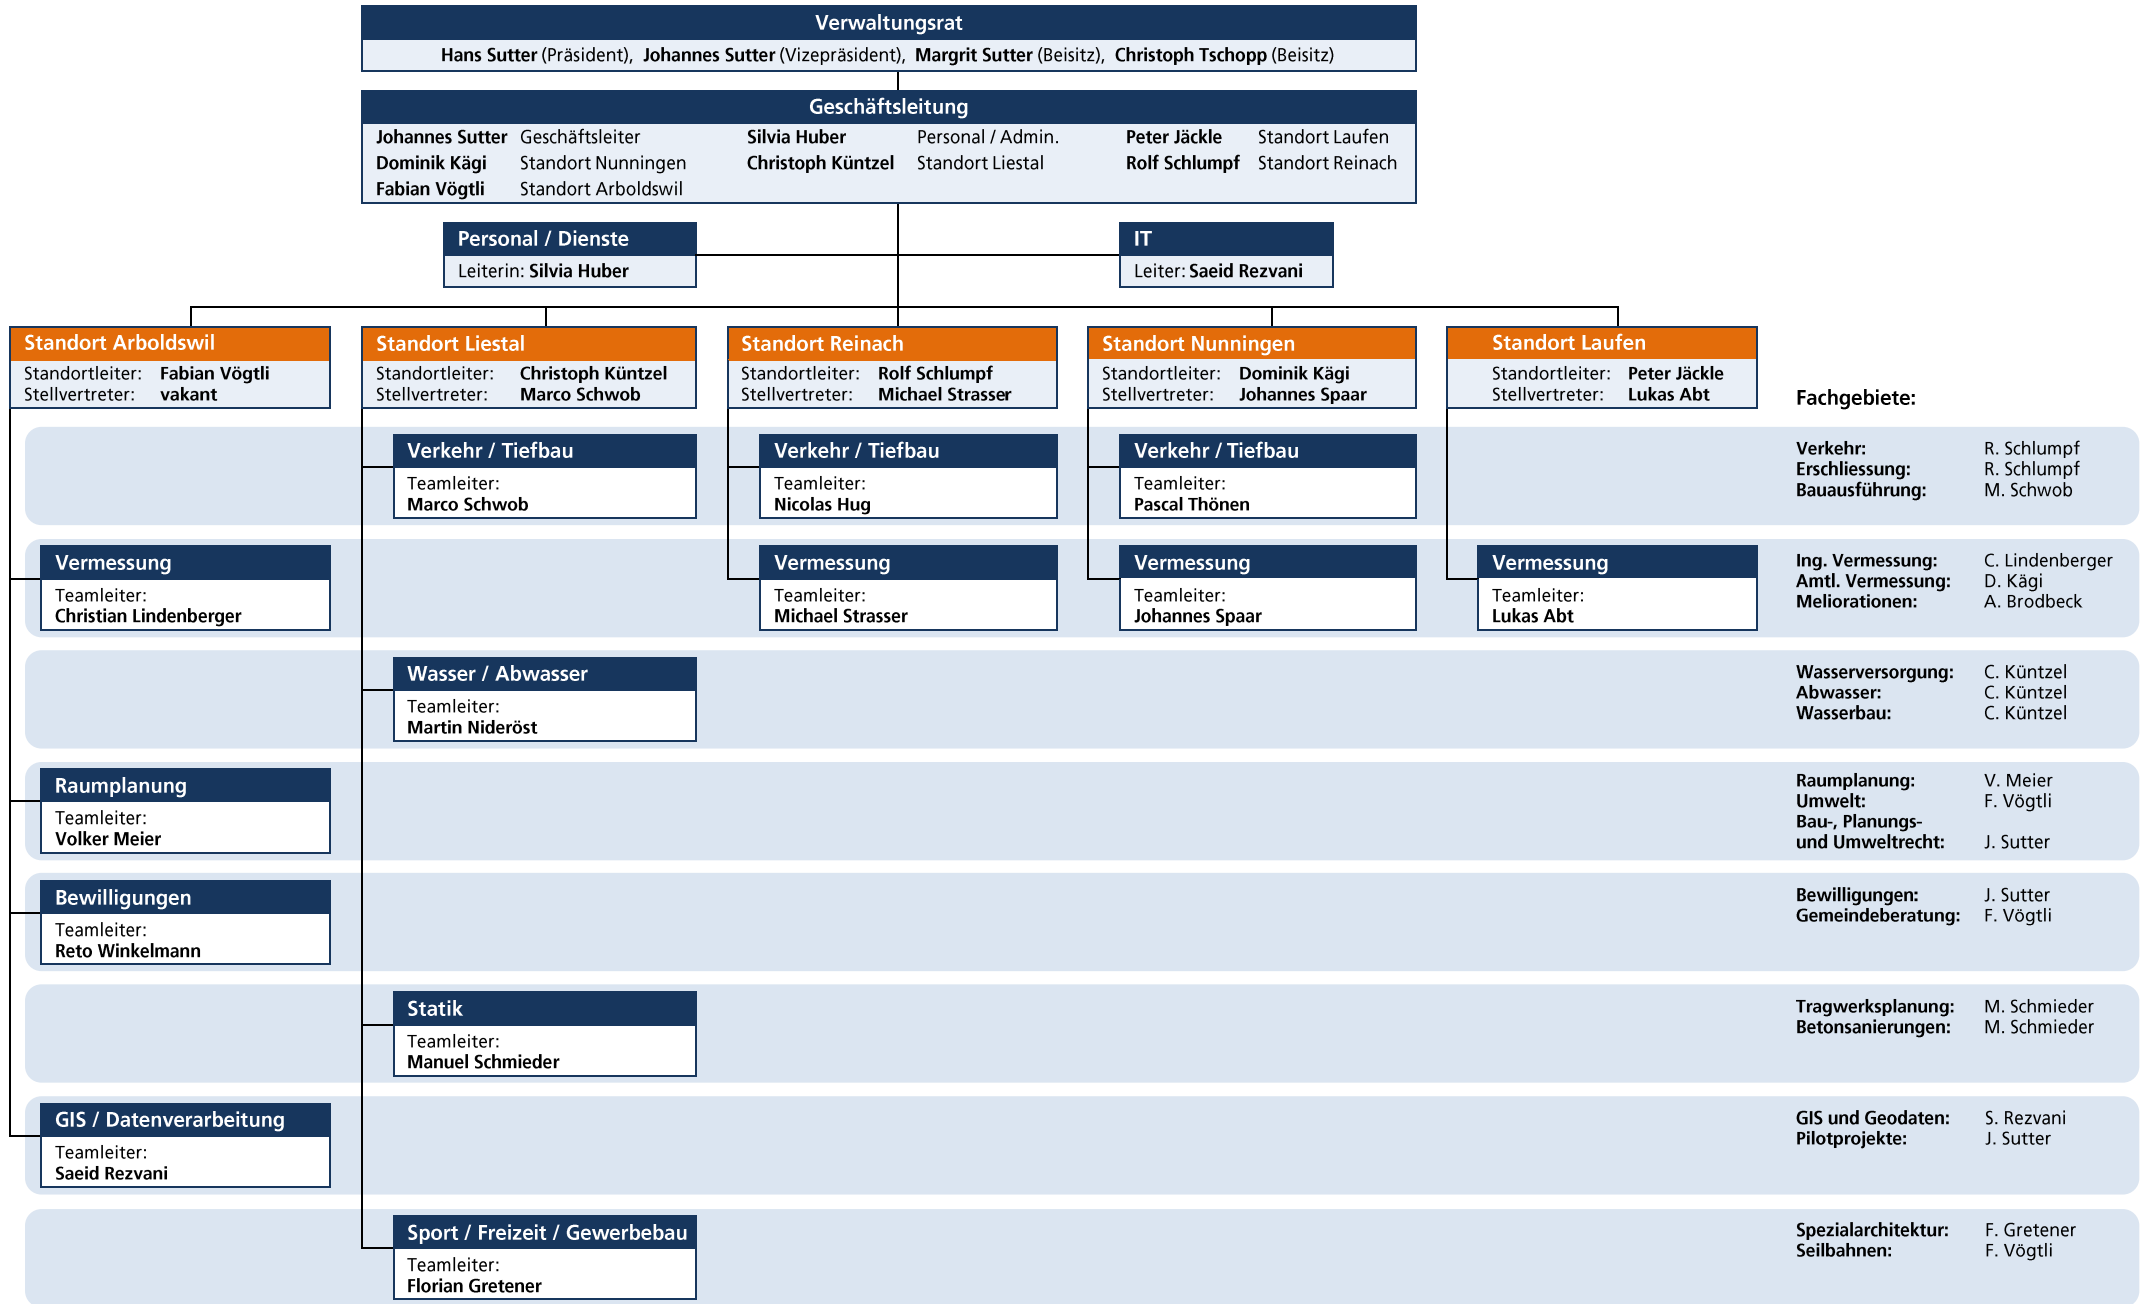 Verwaltungsrat
Hans Sutter (Präsident), Johannes Sutter (Vizepräsident), Margrit Sutter (Beisitz), Christoph Tschopp (Beisitz)
Geschäftsleitung
Johannes Sutter Geschäftsleiter Silvia Huber Personal / Admin. Peter Jäckle Standort Laufen
Dominik Kägi Standort Nunningen Christoph Küntzel Standort Liestal Rolf Schlumpf Standort Reinach
Fabian Vögtli Standort Arboldswil
Personal / Dienste
Leiterin: Silvia Huber
IT
Leiter: Saeid Rezvani
Standort Arboldswil
Standortleiter: Fabian Vögtli
Stellvertreter: vakant
Standort Liestal
Standortleiter: Christoph Küntzel
Stellvertreter: Marco Schwob
Standort Reinach
Standortleiter: Rolf Schlumpf
Stellvertreter: Michael Strasser
Standort Nunningen
Standortleiter: Dominik Kägi
Stellvertreter: Johannes Spaar
Standort Laufen
Standortleiter: Peter Jäckle
Stellvertreter: Lukas Abt
Fachgebiete:
Verkehr / Tiefbau
Teamleiter:
Marco Schwob
Verkehr / Tiefbau
Teamleiter:
Nicolas Hug
Verkehr / Tiefbau
Teamleiter:
Pascal Thönen
Verkehr: R. Schlumpf
Erschliessung: R. Schlumpf
Bauausführung: M. Schwob
Vermessung
Teamleiter:
Christian Lindenberger
Vermessung
Teamleiter:
Michael Strasser
Vermessung
Teamleiter:
Johannes Spaar
Vermessung
Teamleiter:
Lukas Abt
Ing. Vermessung: C. Lindenberger
Amtl. Vermessung: D. Kägi
Meliorationen: A. Brodbeck
Wasser / Abwasser
Teamleiter:
Martin Nideröst
Wasserversorgung: C. Küntzel
Abwasser: C. Küntzel
Wasserbau: C. Küntzel
Raumplanung
Teamleiter:
Volker Meier
Raumplanung: V. Meier
Umwelt: F. Vögtli
Bau-, Planungs-
und Umweltrecht: J. Sutter
Bewilligungen
Teamleiter:
Reto Winkelmann
Bewilligungen: J. Sutter
Gemeindeberatung: F. Vögtli
Statik
Teamleiter:
Manuel Schmieder
Tragwerksplanung: M. Schmieder
Betonsanierungen: M. Schmieder
GIS / Datenverarbeitung
Teamleiter:
Saeid Rezvani
GIS und Geodaten: S. Rezvani
Pilotprojekte: J. Sutter
Sport / Freizeit / Gewerbebau
Teamleiter:
Florian Gretener
Spezialarchitektur: F. Gretener
Seilbahnen: F. Vögtli